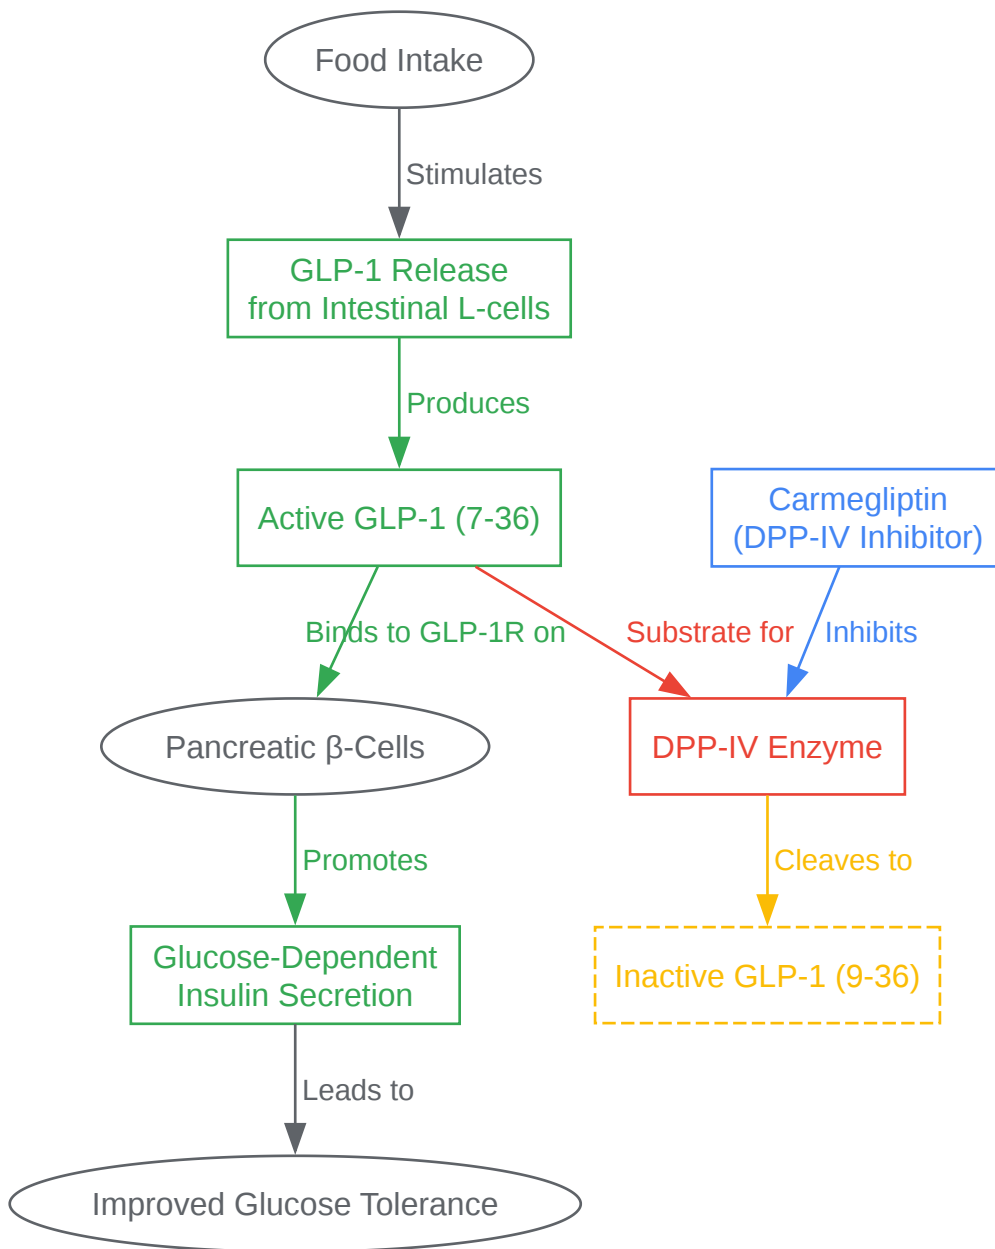 Food Intake
Stimulates
GLP-1 Release
from Intestinal L-cells
Produces
Active GLP-1 (7-36)
Carmegliptin
(DPP-IV Inhibitor)
Binds to GLP-1R on
Substrate for
Inhibits
Pancreatic β-Cells
DPP-IV Enzyme
Promotes
Cleaves to
Glucose-Dependent
Insulin Secretion
Inactive GLP-1 (9-36)
Leads to
Improved Glucose Tolerance